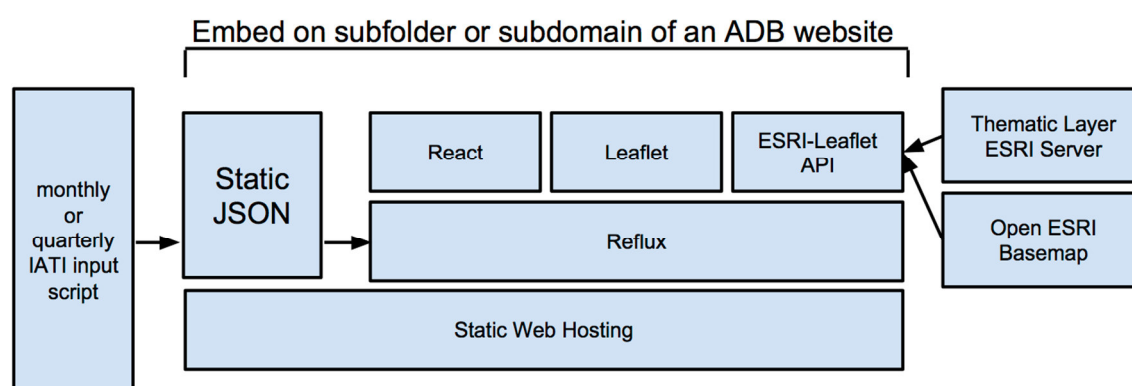 Embed on subfolder or subdomain of an ADB website
monthly
or
quarterly
IATI input
script
Static
JSON
React
Leaflet
ESRI-Leaflet
API
Reflux
Static Web Hosting
Thematic Layer
ESRI Server
Open ESRI
Basemap